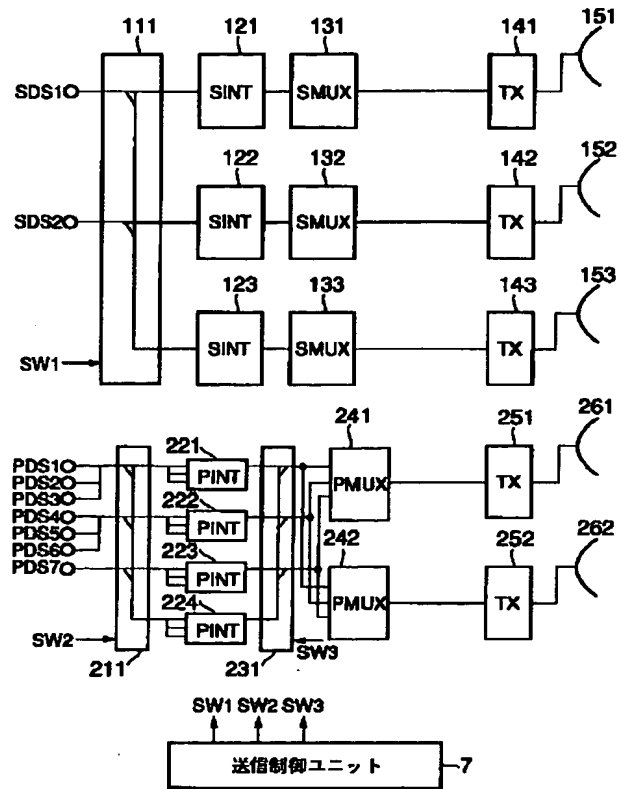 111 121 131 141 151
SDS1 SINT SMUX TX
122 132 142 152
SDS2 SINT SMUX TX
123 133 143 153
SINT SMUX TX
SW1
221 241 251 261
PDS1 PINT PMUX TX
PDS2
PDS3 222
PDS4 PINT
PDS5 223 242 252 262
PDS6
PDS7 PINT PMUX TX
224
PINT
SW2 SW3
211 231
SW1 SW2 SW3
送信制御ユニット 7